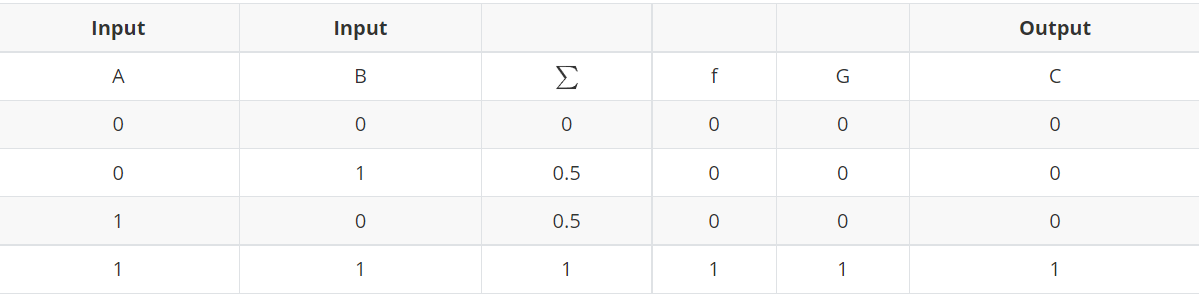 Input Input Output
A B ∑ f G C
0 0 0 0 0 0
0 1 0.5 0 0 0
1 0 0.5 0 0 0
1 1 1 1 1 1